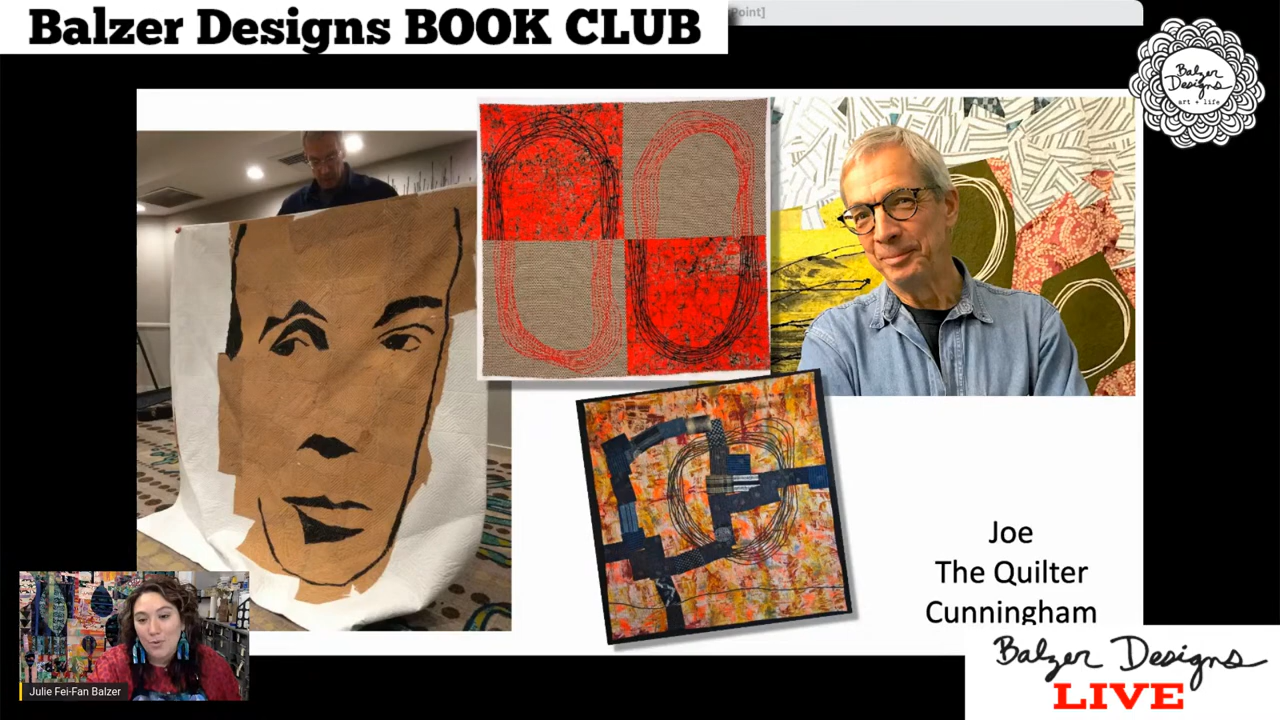 Balzer Designs BOOK CLUB
Point]
Balzer
Designs
art + life
Joe
The Quilter
Cunningham
Julie Fei-Fan Balzer
Balzer Designs
LIVE